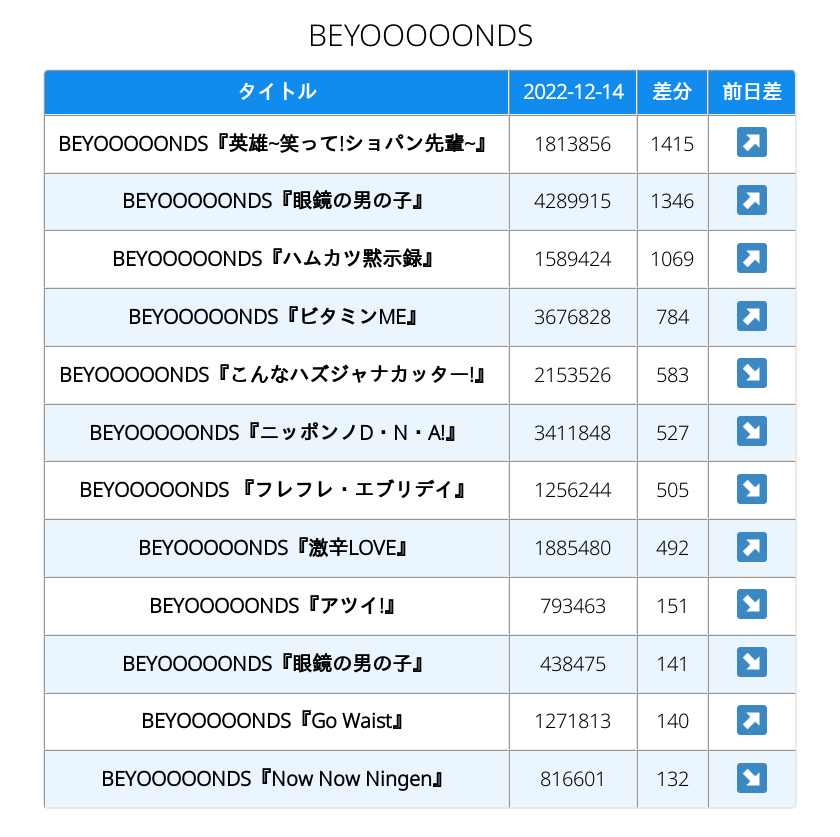 BEYOOOOONDS
タイトル 2022-12-14 差分 前日差
BEYOOOOONDS『英雄~笑って!ショパン先輩~』 1813856 1415 ↗
BEYOOOOONDS『眼鏡の男の子』 4289915 1346 ↗
BEYOOOOONDS『ハムカツ黙示録』 1589424 1069 ↗
BEYOOOOONDS『ビタミンME』 3676828 784 ↗
BEYOOOOONDS『こんなハズジャナカッター!』 2153526 583 ↘
BEYOOOOONDS『ニッポンノD・N・A!』 3411848 527 ↘
BEYOOOOONDS 『フレフレ・エブリデイ』 1256244 505 ↘
BEYOOOOONDS『激辛LOVE』 1885480 492 ↗
BEYOOOOONDS『アツイ!』 793463 151 ↘
BEYOOOOONDS『眼鏡の男の子』 438475 141 ↘
BEYOOOOONDS『Go Waist』 1271813 140 ↗
BEYOOOOONDS『Now Now Ningen』 816601 132 ↘